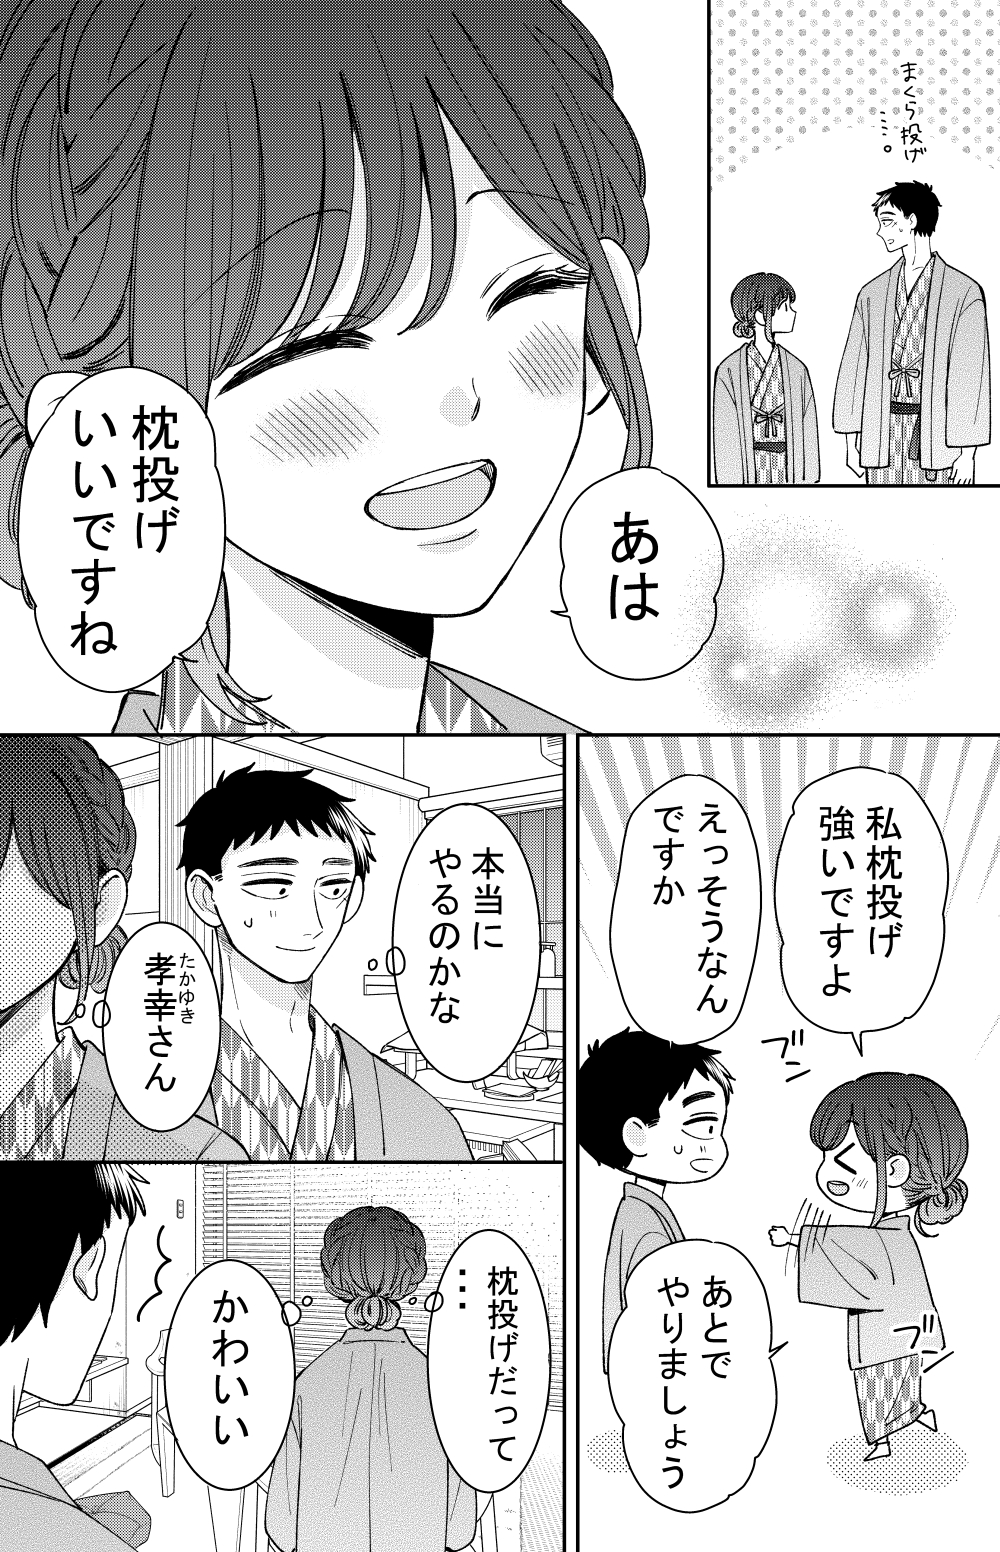 まくら投げ
……。
あは
枕投げ
いいですね
私枕投げ
強いですよ
えっそうなん
ですか
ブンッ
ブンッ
あとで
やりましょう
本当に
やるのかな
たかゆき
孝幸さん
枕投げだって
…
かわいい